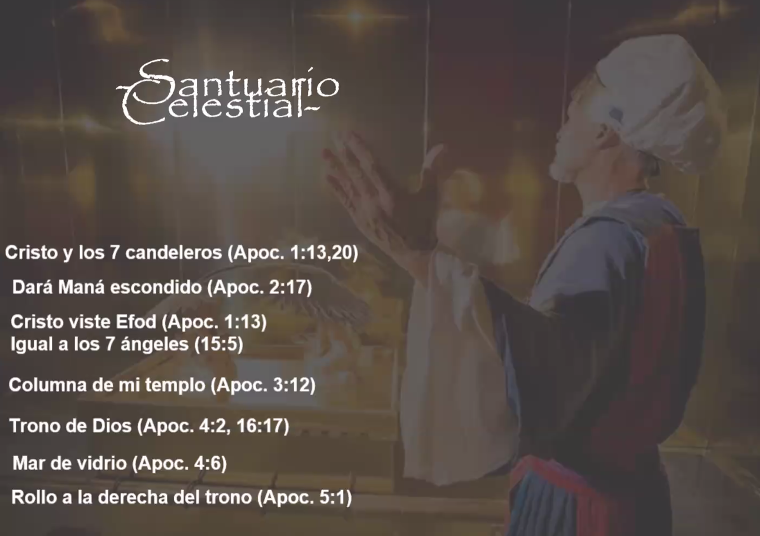 Santuario
Celestial
Cristo y los 7 candeleros (Apoc. 1:13,20)
Dará Maná escondido (Apoc. 2:17)
Cristo viste Efod (Apoc. 1:13)
Igual a los 7 ángeles (15:5)
Columna de mi templo (Apoc. 3:12)
Trono de Dios (Apoc. 4:2, 16:17)
Mar de vidrio (Apoc. 4:6)
Rollo a la derecha del trono (Apoc. 5:1)